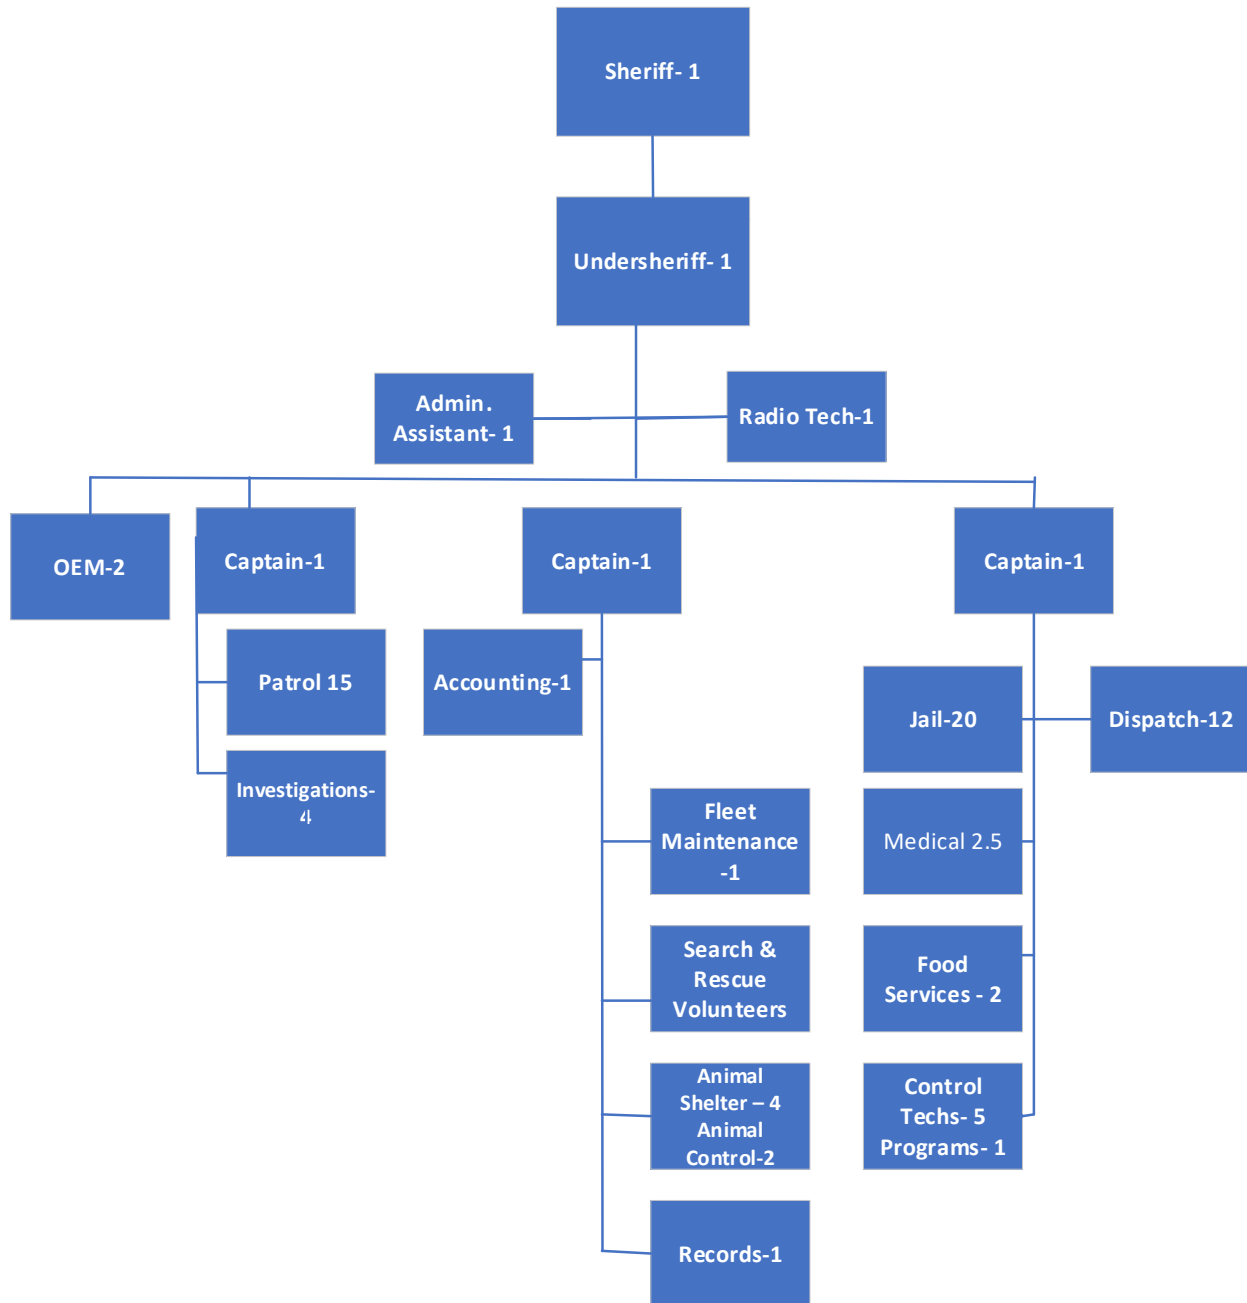 Sheriff- 1
Undersheriff- 1
Admin.
Assistant- 1
Radio Tech-1
OEM-2
Captain-1
Captain-1
Captain-1
Patrol 15
Investigations-
4
Accounting-1
Fleet
Maintenance
-1
Search &
Rescue
Volunteers
Animal
Shelter – 4
Animal
Control-2
Records-1
Jail-20
Dispatch-12
Medical 2.5
Food
Services - 2
Control
Techs- 5
Programs- 1